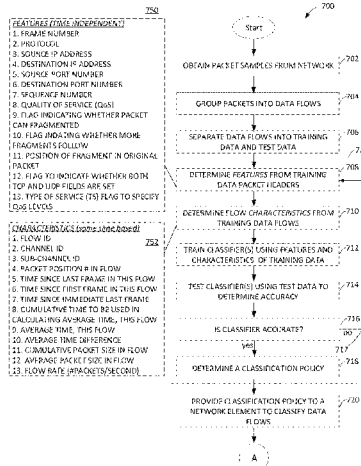 750
FEATURES (TIME INDEPENDENT)
1. FRAME NUMBER
2. PROTOCOL
3. SOURCE IP ADDRESS
4. DESTINATION IP ADDRESS
5. SOURCE PORT NUMBER
6. DESTINATION PORT NUMBER
7. SEQUENCE NUMBER
8. QUALITY OF SERVICE (QoS)
9. FLAG INDICATING WHETHER PACKET
CAN FRAGMENTED
10. FLAG INDIATING WHETHER MORE
FRAGMENTS FOLLOW
11. POSITION OF FRAGMENT IN ORIGINAL
PACKET
12. FLAG TO INDICATE WHETHER BOTH
TCP AND UDP FIELDS ARE SET
13. TYPE OF SERVICE (TS) FLAG TO SPECIFY
QoS LEVELS
CHARACTERISTICS (some time based)
752
1. FLOW ID
2. CHANNEL ID
3. SUB-CHANNEL ID
4. PACKET POSITION # IN FLOW
5. TIME SINCE LAST FRAME IN THIS FLOW
6. TIME SINCE FIRST FRAME IN THIS FLOW
7. TIME SINCE IMMEDIATE LAST FRAME
8. CUMULATIVE TIME TO BE USED IN
CALCULATING AVERAGE TIME, THIS FLOW
9. AVERAGE TIME, THIS FLOW
10. AVERAGE TIME DIFFERENCE
11. CUMULATIVE PACKET SIZE IN FLOW
12. AVERAGE PACKET SIZE IN FLOW
13. FLOW RATE (#PACKETS/SECOND)
700
Start
OBTAIN PACKET SAMPLES FROM NETWORK
702
GROUP PACKETS INTO DATA FLOWS
704
SEPARATE DATA FLOWS INTO TRAINING
DATA AND TEST DATA
706
DETERMINE FEATURES FROM TRAINING
DATA PACKET HEADERS
708
DETERMINE FLOW CHARACTERISTICS FROM
TRAINING DATA FLOWS
710
TRAIN CLASSIFIER(S) USING FEATURES AND
CHARACTERISTICS OF TRAINING DATA
712
TEST CLASSIFIER(S) USING TEST DATA TO
DETERMINE ACCURACY
714
IS CLASSIFIER ACCURATE?
716
no
yes
717
DETERMINE A CLASSIFICATION POLICY
718
PROVIDE CLASSIFICATION POLICY TO A
NETWORK ELEMENT TO CLASSIFY DATA
FLOWS
720
A